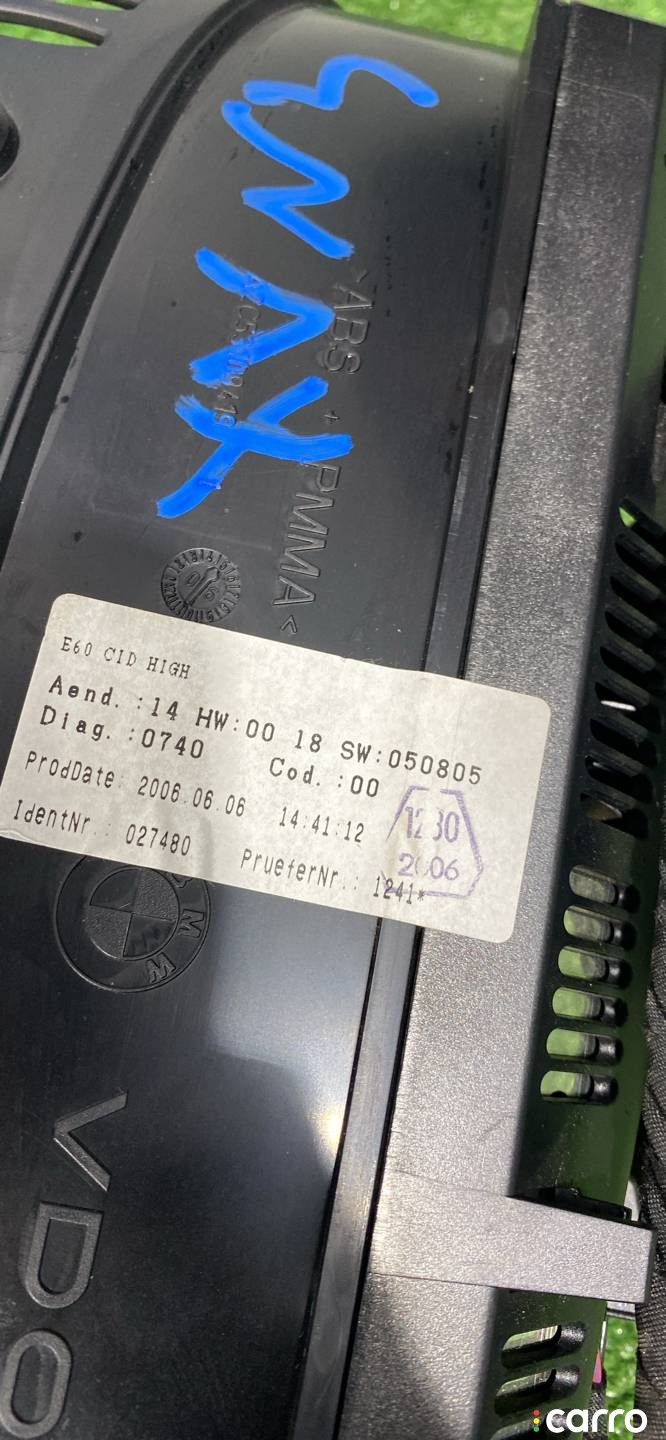 >ABS + PMMA<
E60 CID HIGH
Aend. :14 HW:00 18 SW:050805
Diag. :0740 Cod. :00
ProdDate: 2006.06.06 14:41:12
IdentNr.: 027480 PrueferNr.: 1241*
2006
BMW
VDO
carro